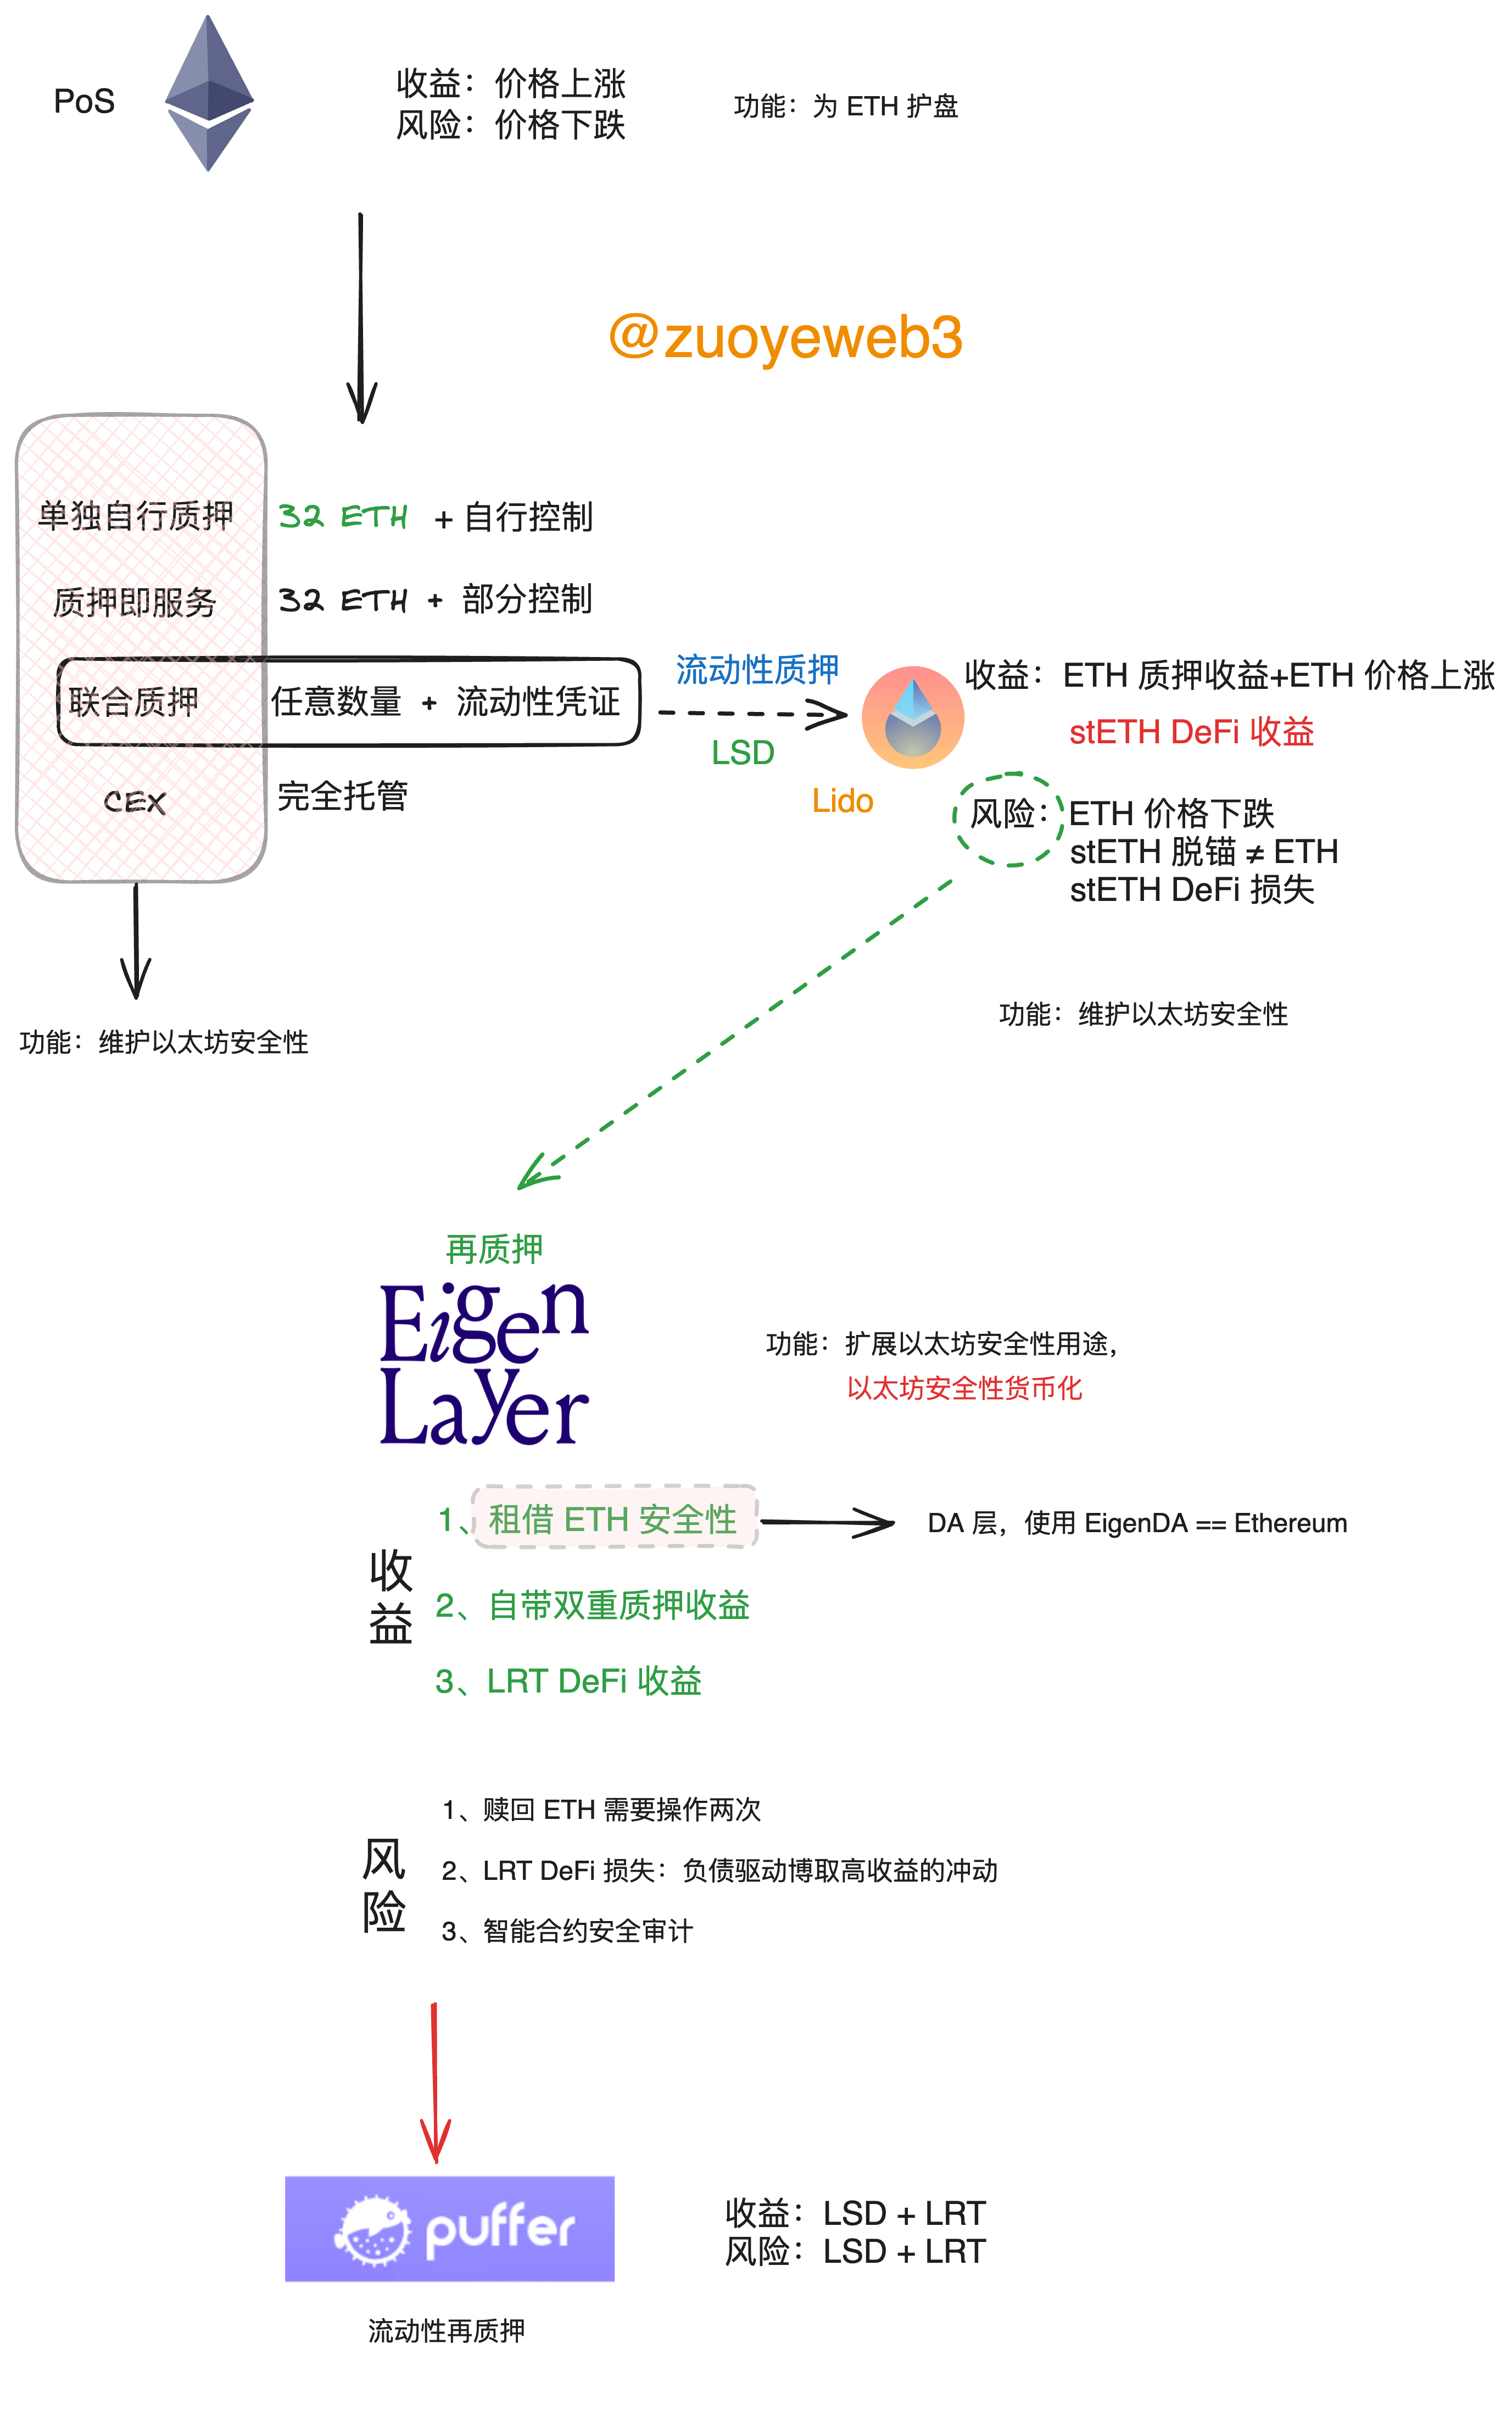 PoS
收益：价格上涨
风险：价格下跌
功能：为 ETH 护盘
@zuoyeweb3
单独自行质押
32 ETH + 自行控制
质押即服务
32 ETH + 部分控制
联合质押
任意数量 + 流动性凭证
CEX
完全托管
流动性质押
LSD
Lido
收益：ETH 质押收益+ETH 价格上涨
stETH DeFi 收益
风险：ETH 价格下跌
stETH 脱锚 ≠ ETH
stETH DeFi 损失
功能：维护以太坊安全性
功能：维护以太坊安全性
再质押
Eigen
Layer
功能：扩展以太坊安全性用途，
以太坊安全性货币化
收益
1、租借 ETH 安全性
DA 层，使用 EigenDA == Ethereum
2、自带双重质押收益
3、LRT DeFi 收益
风险
1、赎回 ETH 需要操作两次
2、LRT DeFi 损失：负债驱动博取高收益的冲动
3、智能合约安全审计
puffer
收益：LSD + LRT
风险：LSD + LRT
流动性再质押